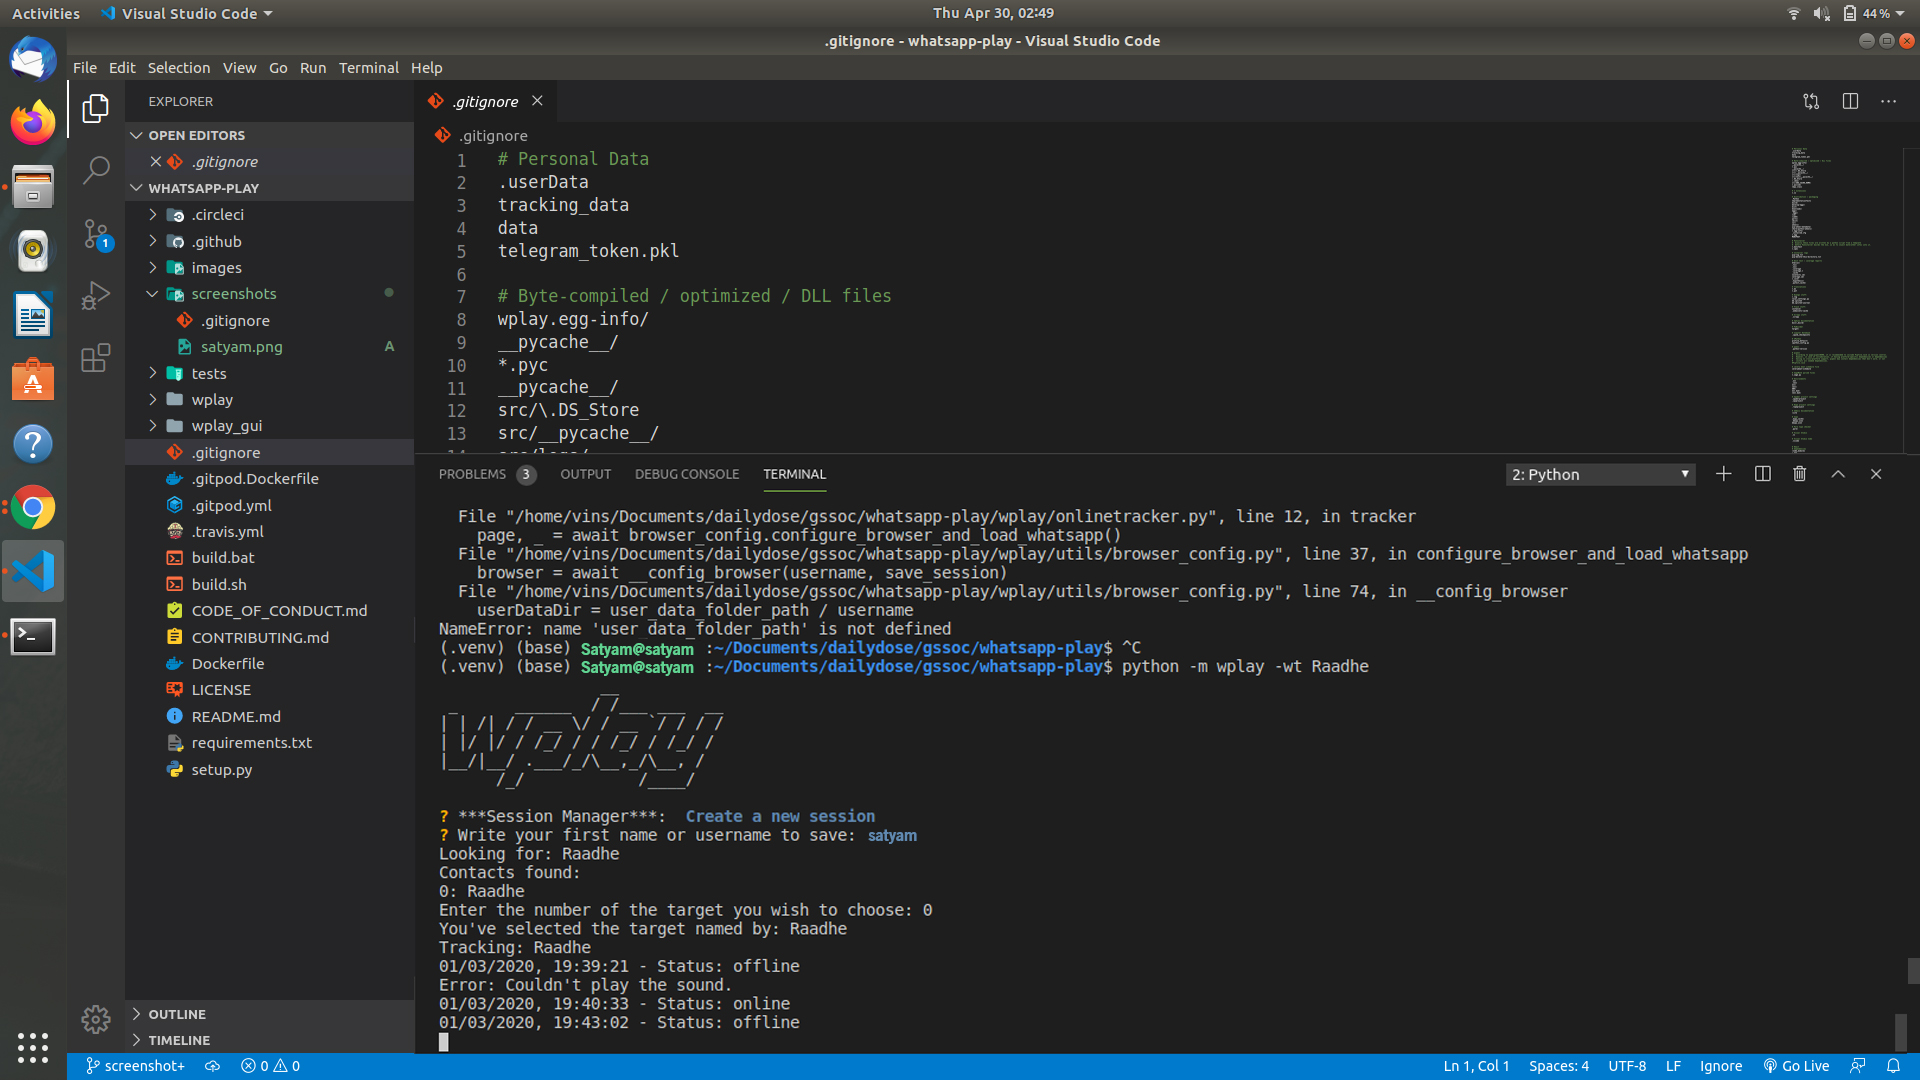 Activities
Visual Studio Code
Thu Apr 30, 02:49
44 %
.gitignore - whatsapp-play - Visual Studio Code
File Edit Selection View Go Run Terminal Help
EXPLORER
OPEN EDITORS
.gitignore
WHATSAPP-PLAY
.circleci
.github
images
screenshots
.gitignore
satyam.png A
tests
wplay
wplay_gui
.gitignore
.gitpod.Dockerfile
.gitpod.yml
.travis.yml
build.bat
build.sh
CODE_OF_CONDUCT.md
CONTRIBUTING.md
Dockerfile
LICENSE
README.md
requirements.txt
setup.py
OUTLINE
TIMELINE
1
.gitignore
.gitignore
1 # Personal Data
2 .userData
3 tracking_data
4 data
5 telegram_token.pkl
6
7 # Byte-compiled / optimized / DLL files
8 wplay.egg-info/
9 __pycache__/
10 *.pyc
11 __pycache__/
12 src/\.DS_Store
13 src/__pycache__/
PROBLEMS 3 OUTPUT DEBUG CONSOLE TERMINAL
2: Python
File "/home/vins/Documents/dailydose/gssoc/whatsapp-play/wplay/onlinetracker.py", line 12, in tracker
page, _ = await browser_config.configure_browser_and_load_whatsapp()
File "/home/vins/Documents/dailydose/gssoc/whatsapp-play/wplay/utils/browser_config.py", line 37, in configure_browser_and_load_whatsapp
browser = await __config_browser(username, save_session)
File "/home/vins/Documents/dailydose/gssoc/whatsapp-play/wplay/utils/browser_config.py", line 74, in __config_browser
userDataDir = user_data_folder_path / username
NameError: name 'user_data_folder_path' is not defined
(.venv) (base) Satyam@satyam :~/Documents/dailydose/gssoc/whatsapp-play$ ^C
(.venv) (base) Satyam@satyam :~/Documents/dailydose/gssoc/whatsapp-play$ python -m wplay -wt Raadhe
wplay
? ***Session Manager***: Create a new session
? Write your first name or username to save: satyam
Looking for: Raadhe
Contacts found:
0: Raadhe
Enter the number of the target you wish to choose: 0
You've selected the target named by: Raadhe
Tracking: Raadhe
01/03/2020, 19:39:21 - Status: offline
Error: Couldn't play the sound.
01/03/2020, 19:40:33 - Status: online
01/03/2020, 19:43:02 - Status: offline
screenshot+ 0 0
Ln 1, Col 1 Spaces: 4 UTF-8 LF Ignore Go Live